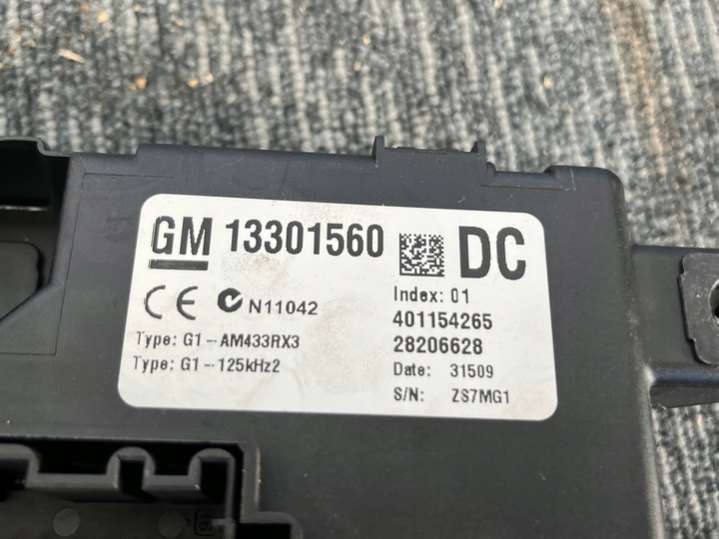 GM 13301560 DC
CE N11042
Type: G1-AM433RX3
Type: G1-125kHz2
Index: 01
401154265
28206628
Date: 31509
S/N: ZS7MG1